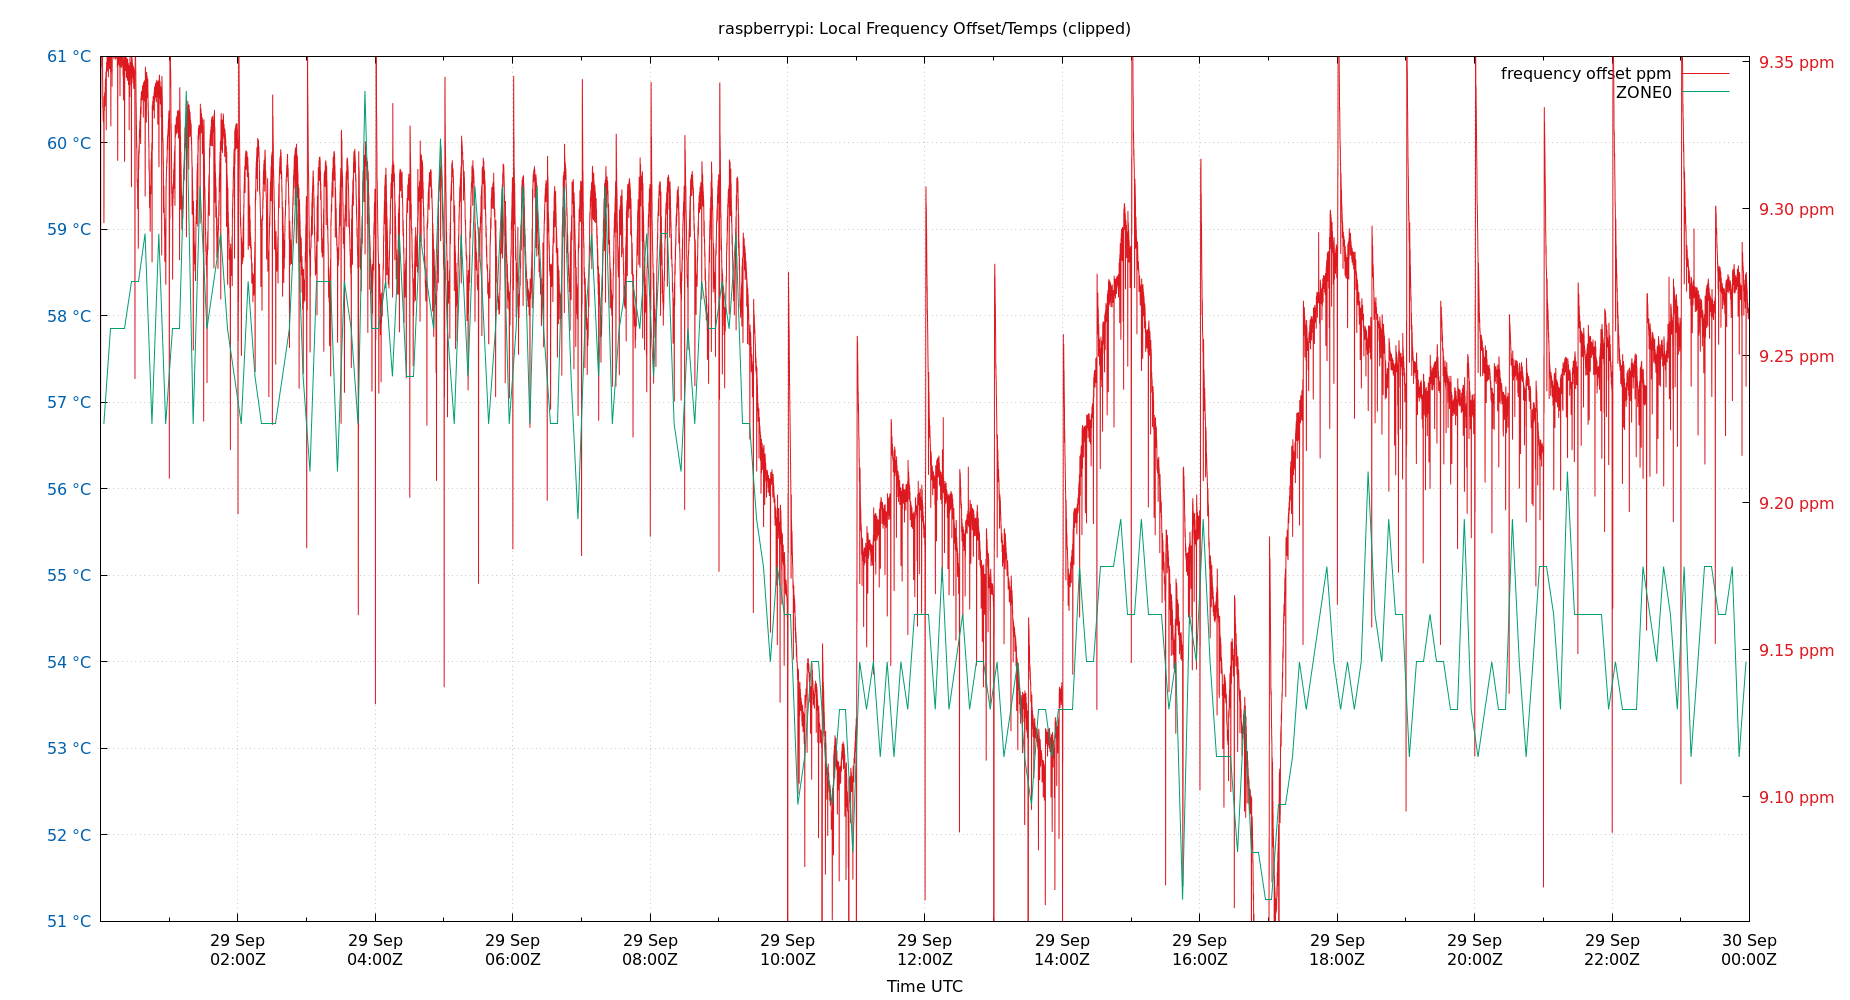 raspberrypi: Local Frequency Offset/Temps (clipped)
61 °C
60 °C
59 °C
58 °C
57 °C
56 °C
55 °C
54 °C
53 °C
52 °C
51 °C
9.35 ppm
9.30 ppm
9.25 ppm
9.20 ppm
9.15 ppm
9.10 ppm
frequency offset ppm
ZONE0
29 Sep
02:00Z
29 Sep
04:00Z
29 Sep
06:00Z
29 Sep
08:00Z
29 Sep
10:00Z
29 Sep
12:00Z
29 Sep
14:00Z
29 Sep
16:00Z
29 Sep
18:00Z
29 Sep
20:00Z
29 Sep
22:00Z
30 Sep
00:00Z
Time UTC